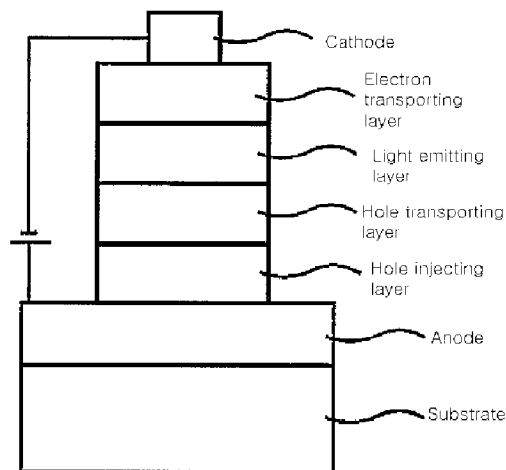 Cathode
Electron
transporting
layer
Light emitting
layer
Hole transporting
layer
Hole injecting
layer
Anode
Substrate